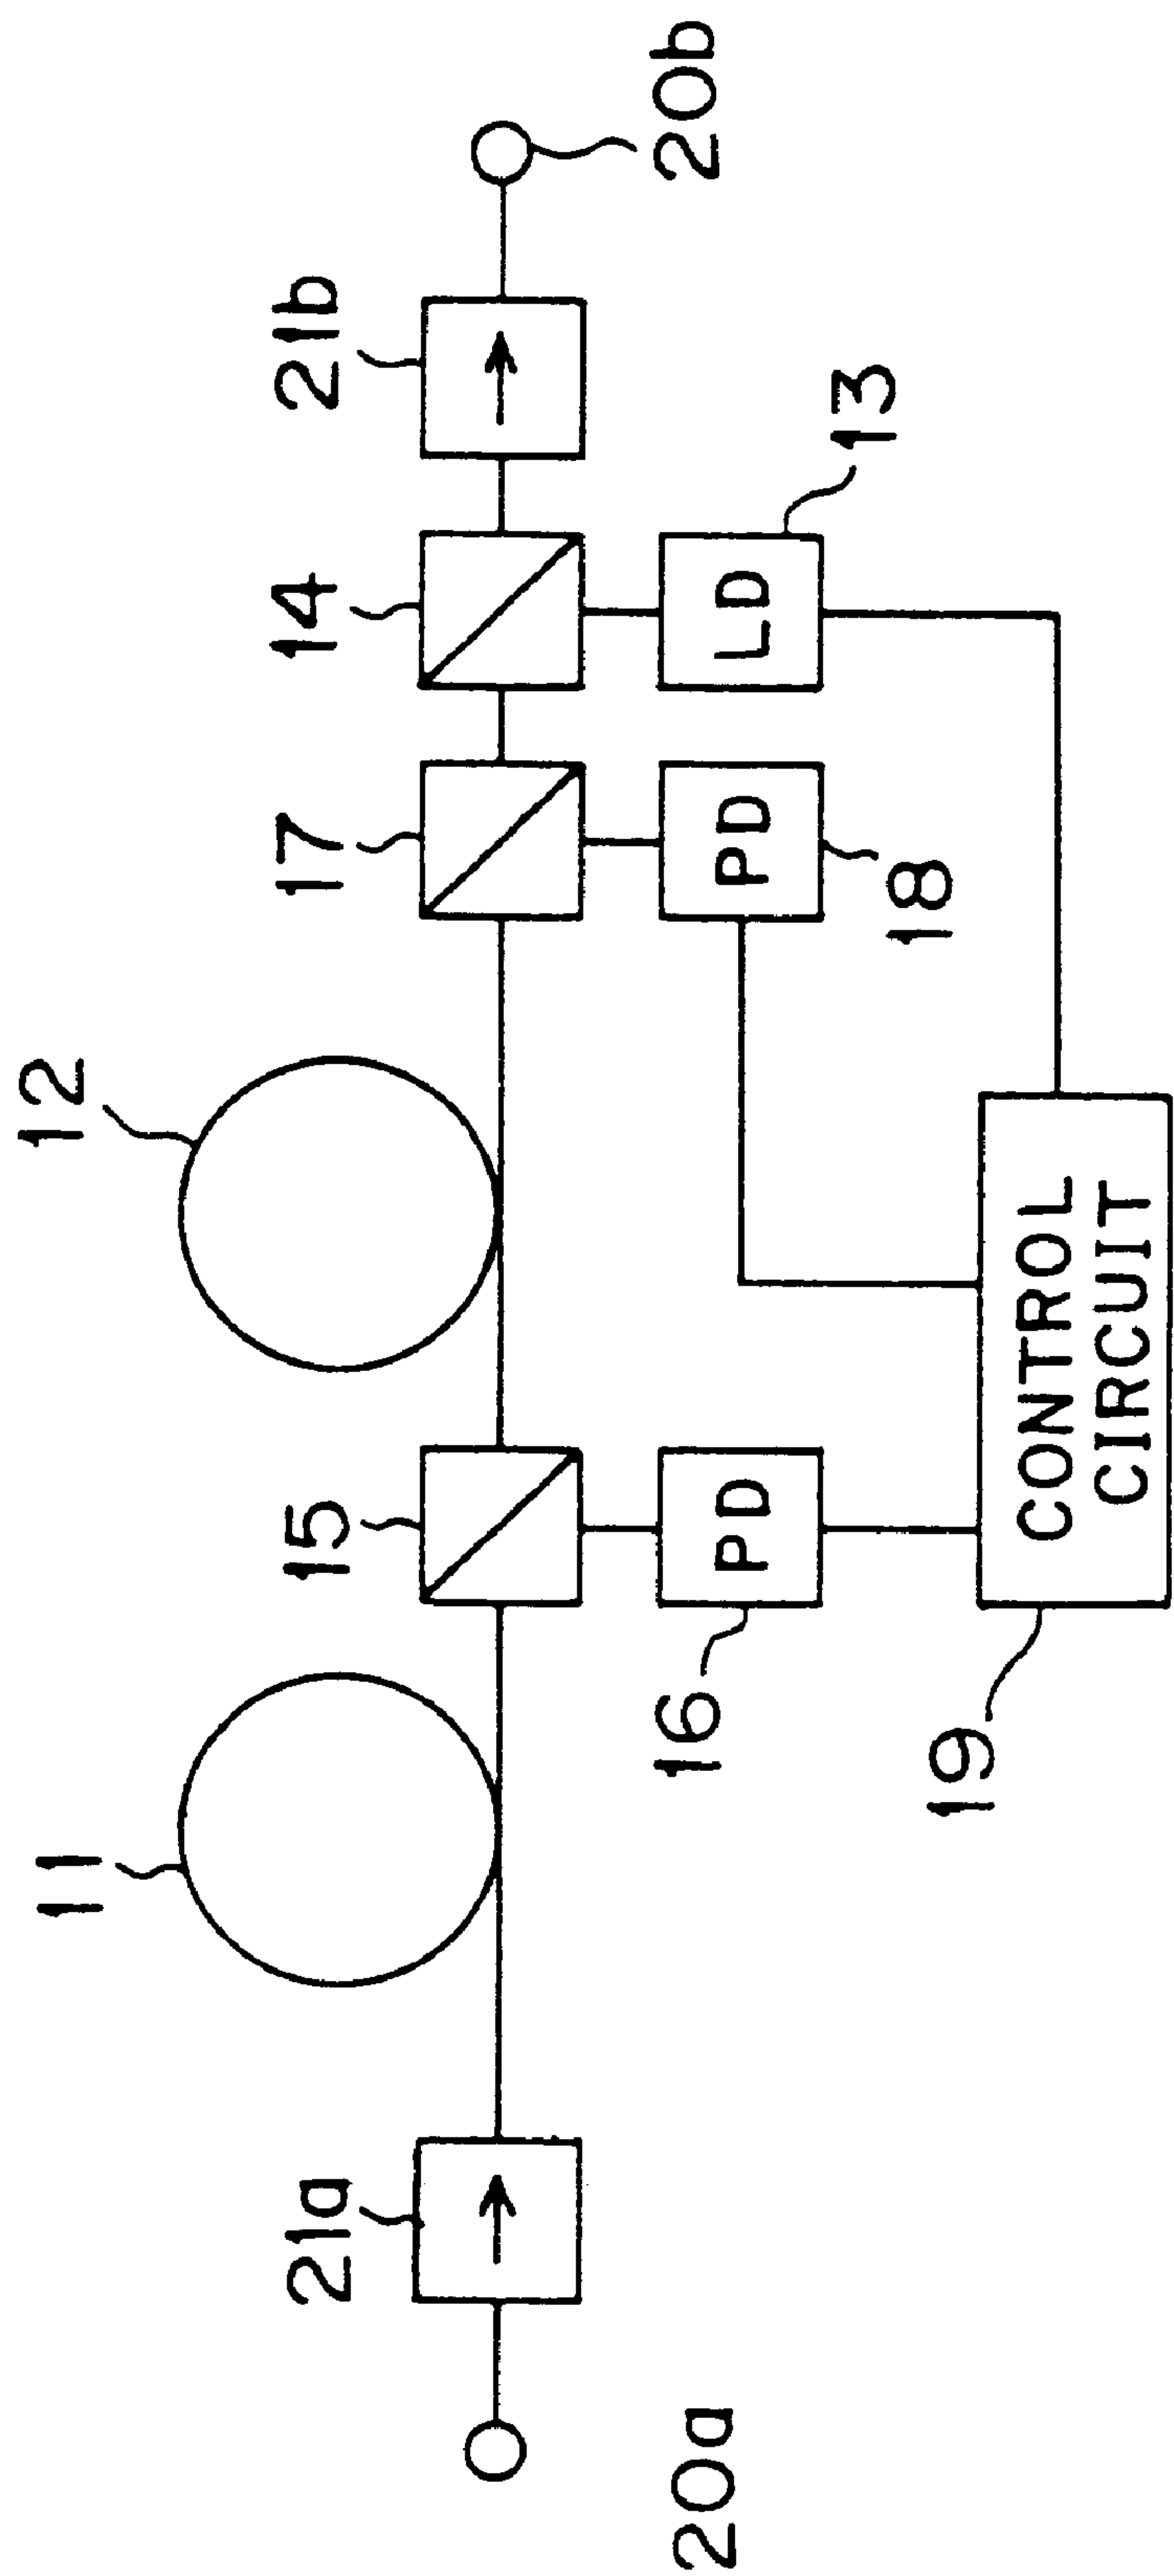 11
12
21a
15
17
14
21b
20a
16
PD
PD
18
LD
13
20b
19
CONTROL
CIRCUIT